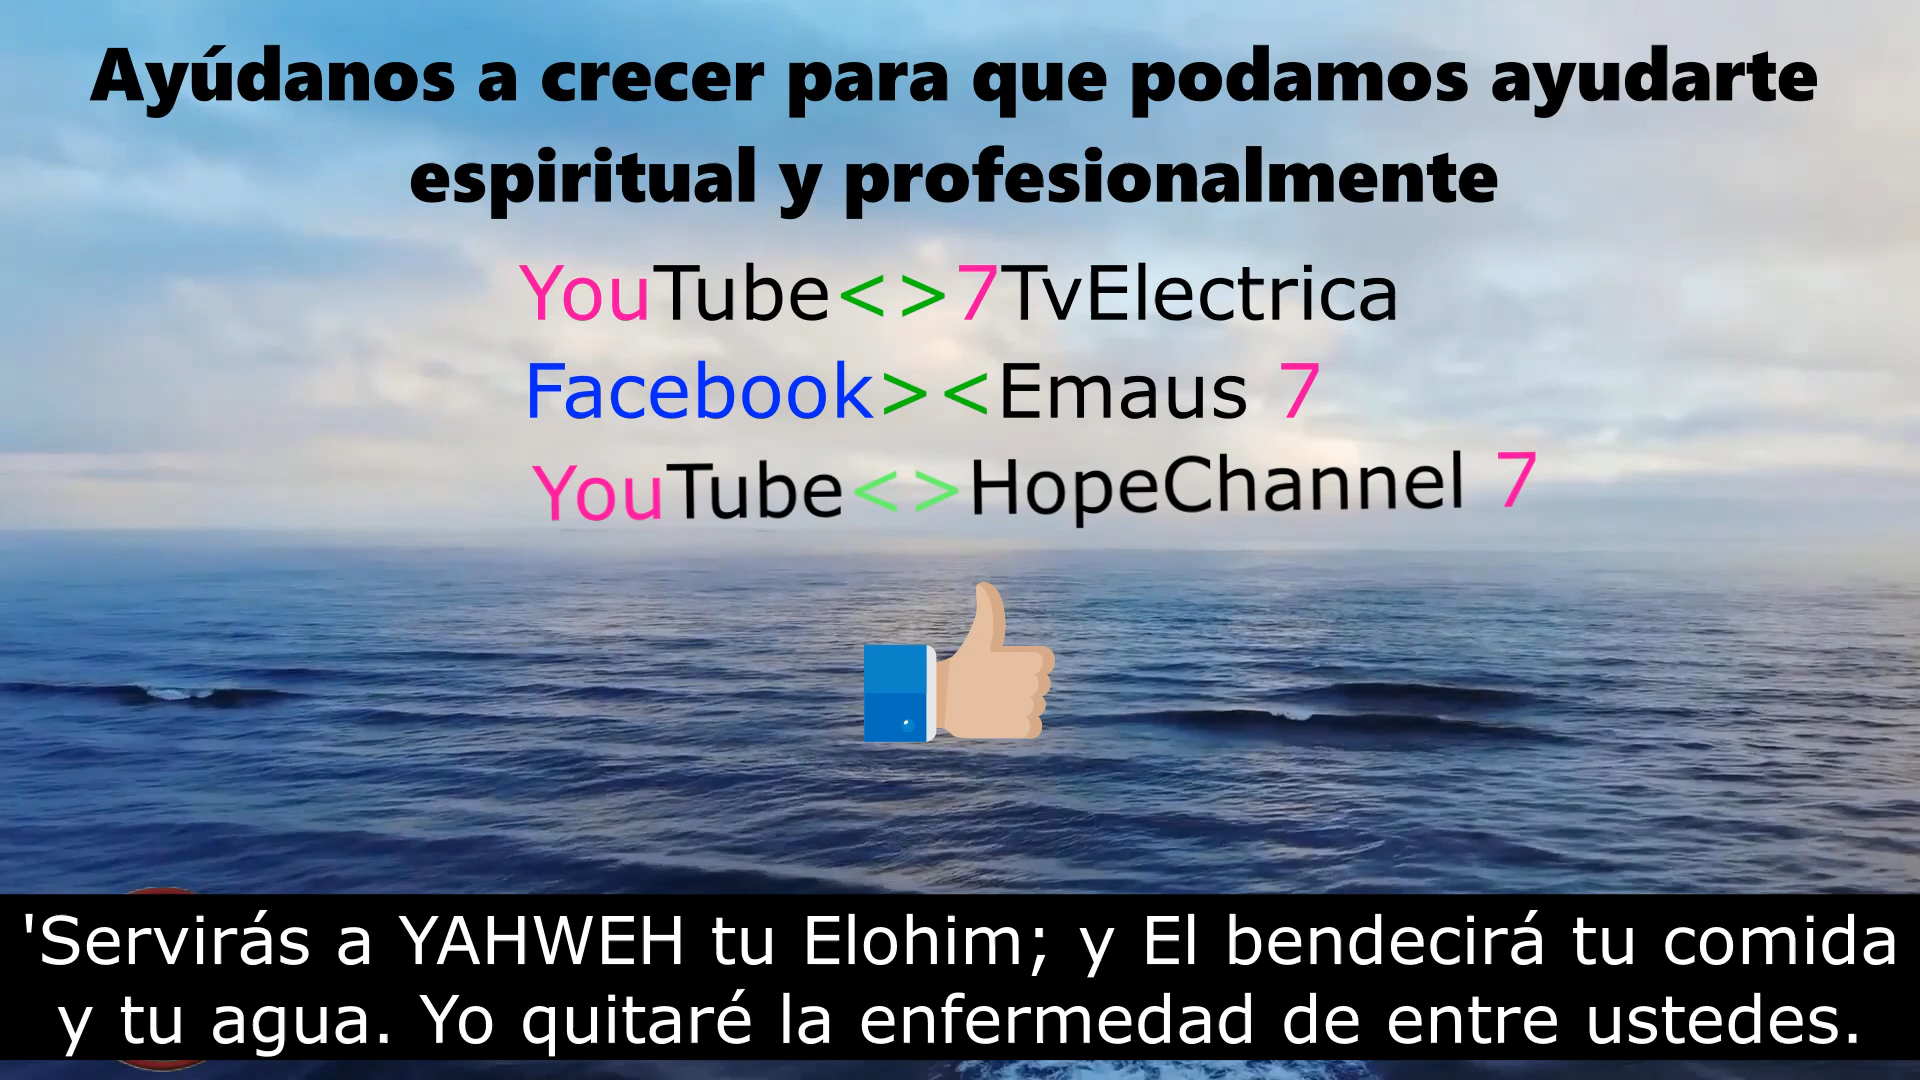 Ayúdanos a crecer para que podamos ayudarte
espiritual y profesionalmente
YouTube<>7TvElectrica
Facebook><Emaus 7
YouTube<>HopeChannel 7
'Servirás a YAHWEH tu Elohim; y El bendecirá tu comida
y tu agua. Yo quitaré la enfermedad de entre ustedes.